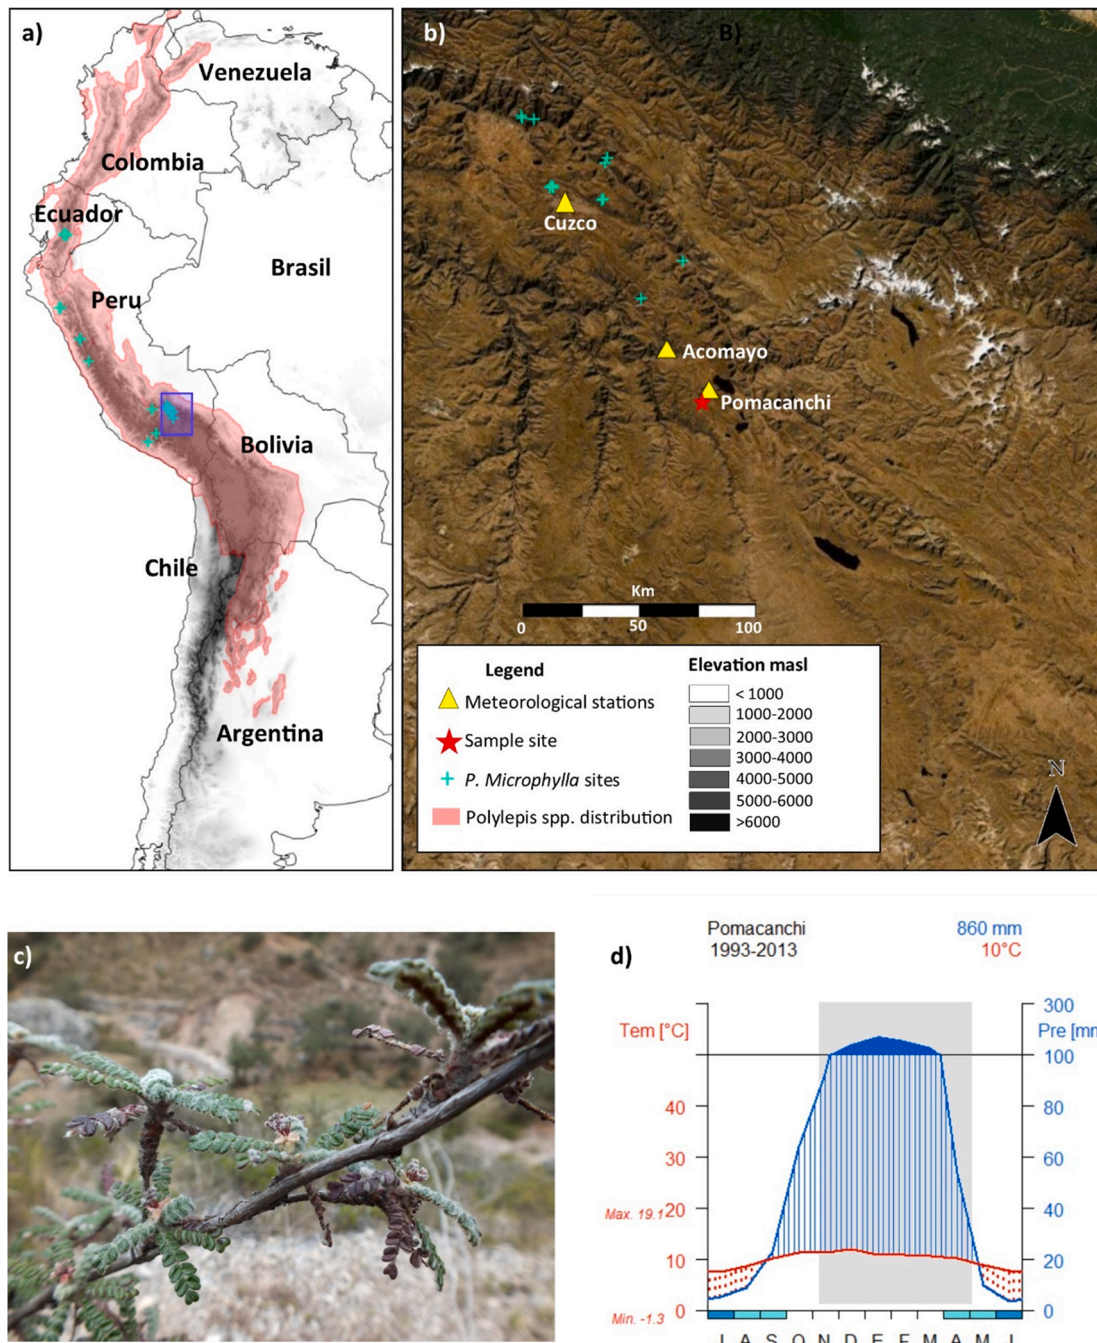 a)
Venezuela
Colombia
Ecuador
Brasil
Peru
Bolivia
Chile
Argentina
b)
B)
Cuzco
Acomayo
Pomacanchi
Km
0 50 100
Legend
Meteorological stations
Sample site
P. Microphylla sites
Polylepis spp. distribution
Elevation masl
< 1000
1000-2000
2000-3000
3000-4000
4000-5000
5000-6000
>6000
N
c)
d)
Pomacanchi 860 mm
1993-2013 10°C
300
Tem [°C] Pre [mm
100
40 80
30 60
Max. 19.1 20 40
10 20
Min. -1.3 0 0
J A S O N D E F M A M J